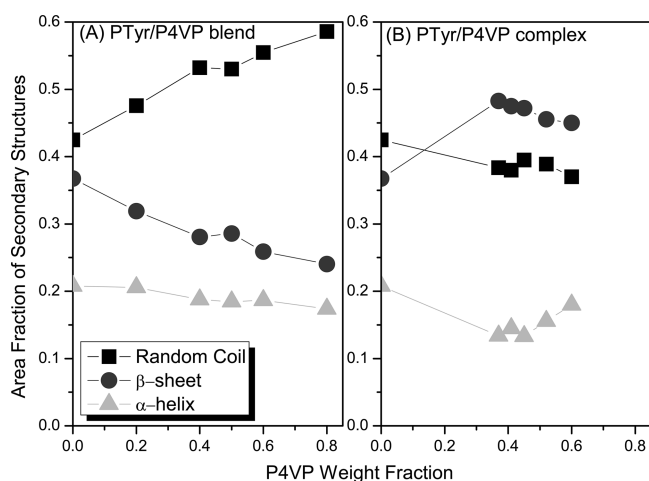 (A) PTyr/P4VP blend
(B) PTyr/P4VP complex
Area Fraction of Secondary Structures
0.6
0.5
0.4
0.3
0.2
0.1
0.0
0.6
0.5
0.4
0.3
0.2
0.1
0.0
Random Coil
β−sheet
α−helix
0.0 0.2 0.4 0.6 0.8
0.0 0.2 0.4 0.6 0.8
P4VP Weight Fraction